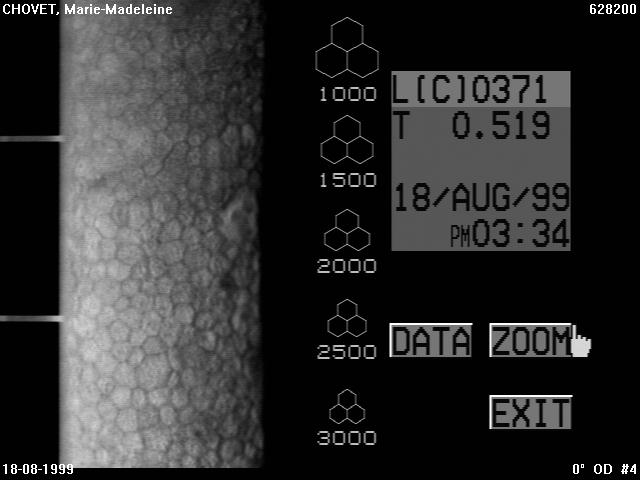 CHOVET, Marie-Madeleine
628200
1000
1500
2000
2500
3000
L[C]0371
T 0.519
18/AUG/99
PM03:34
DATA ZOOM
EXIT
18-08-1999
0° OD #4